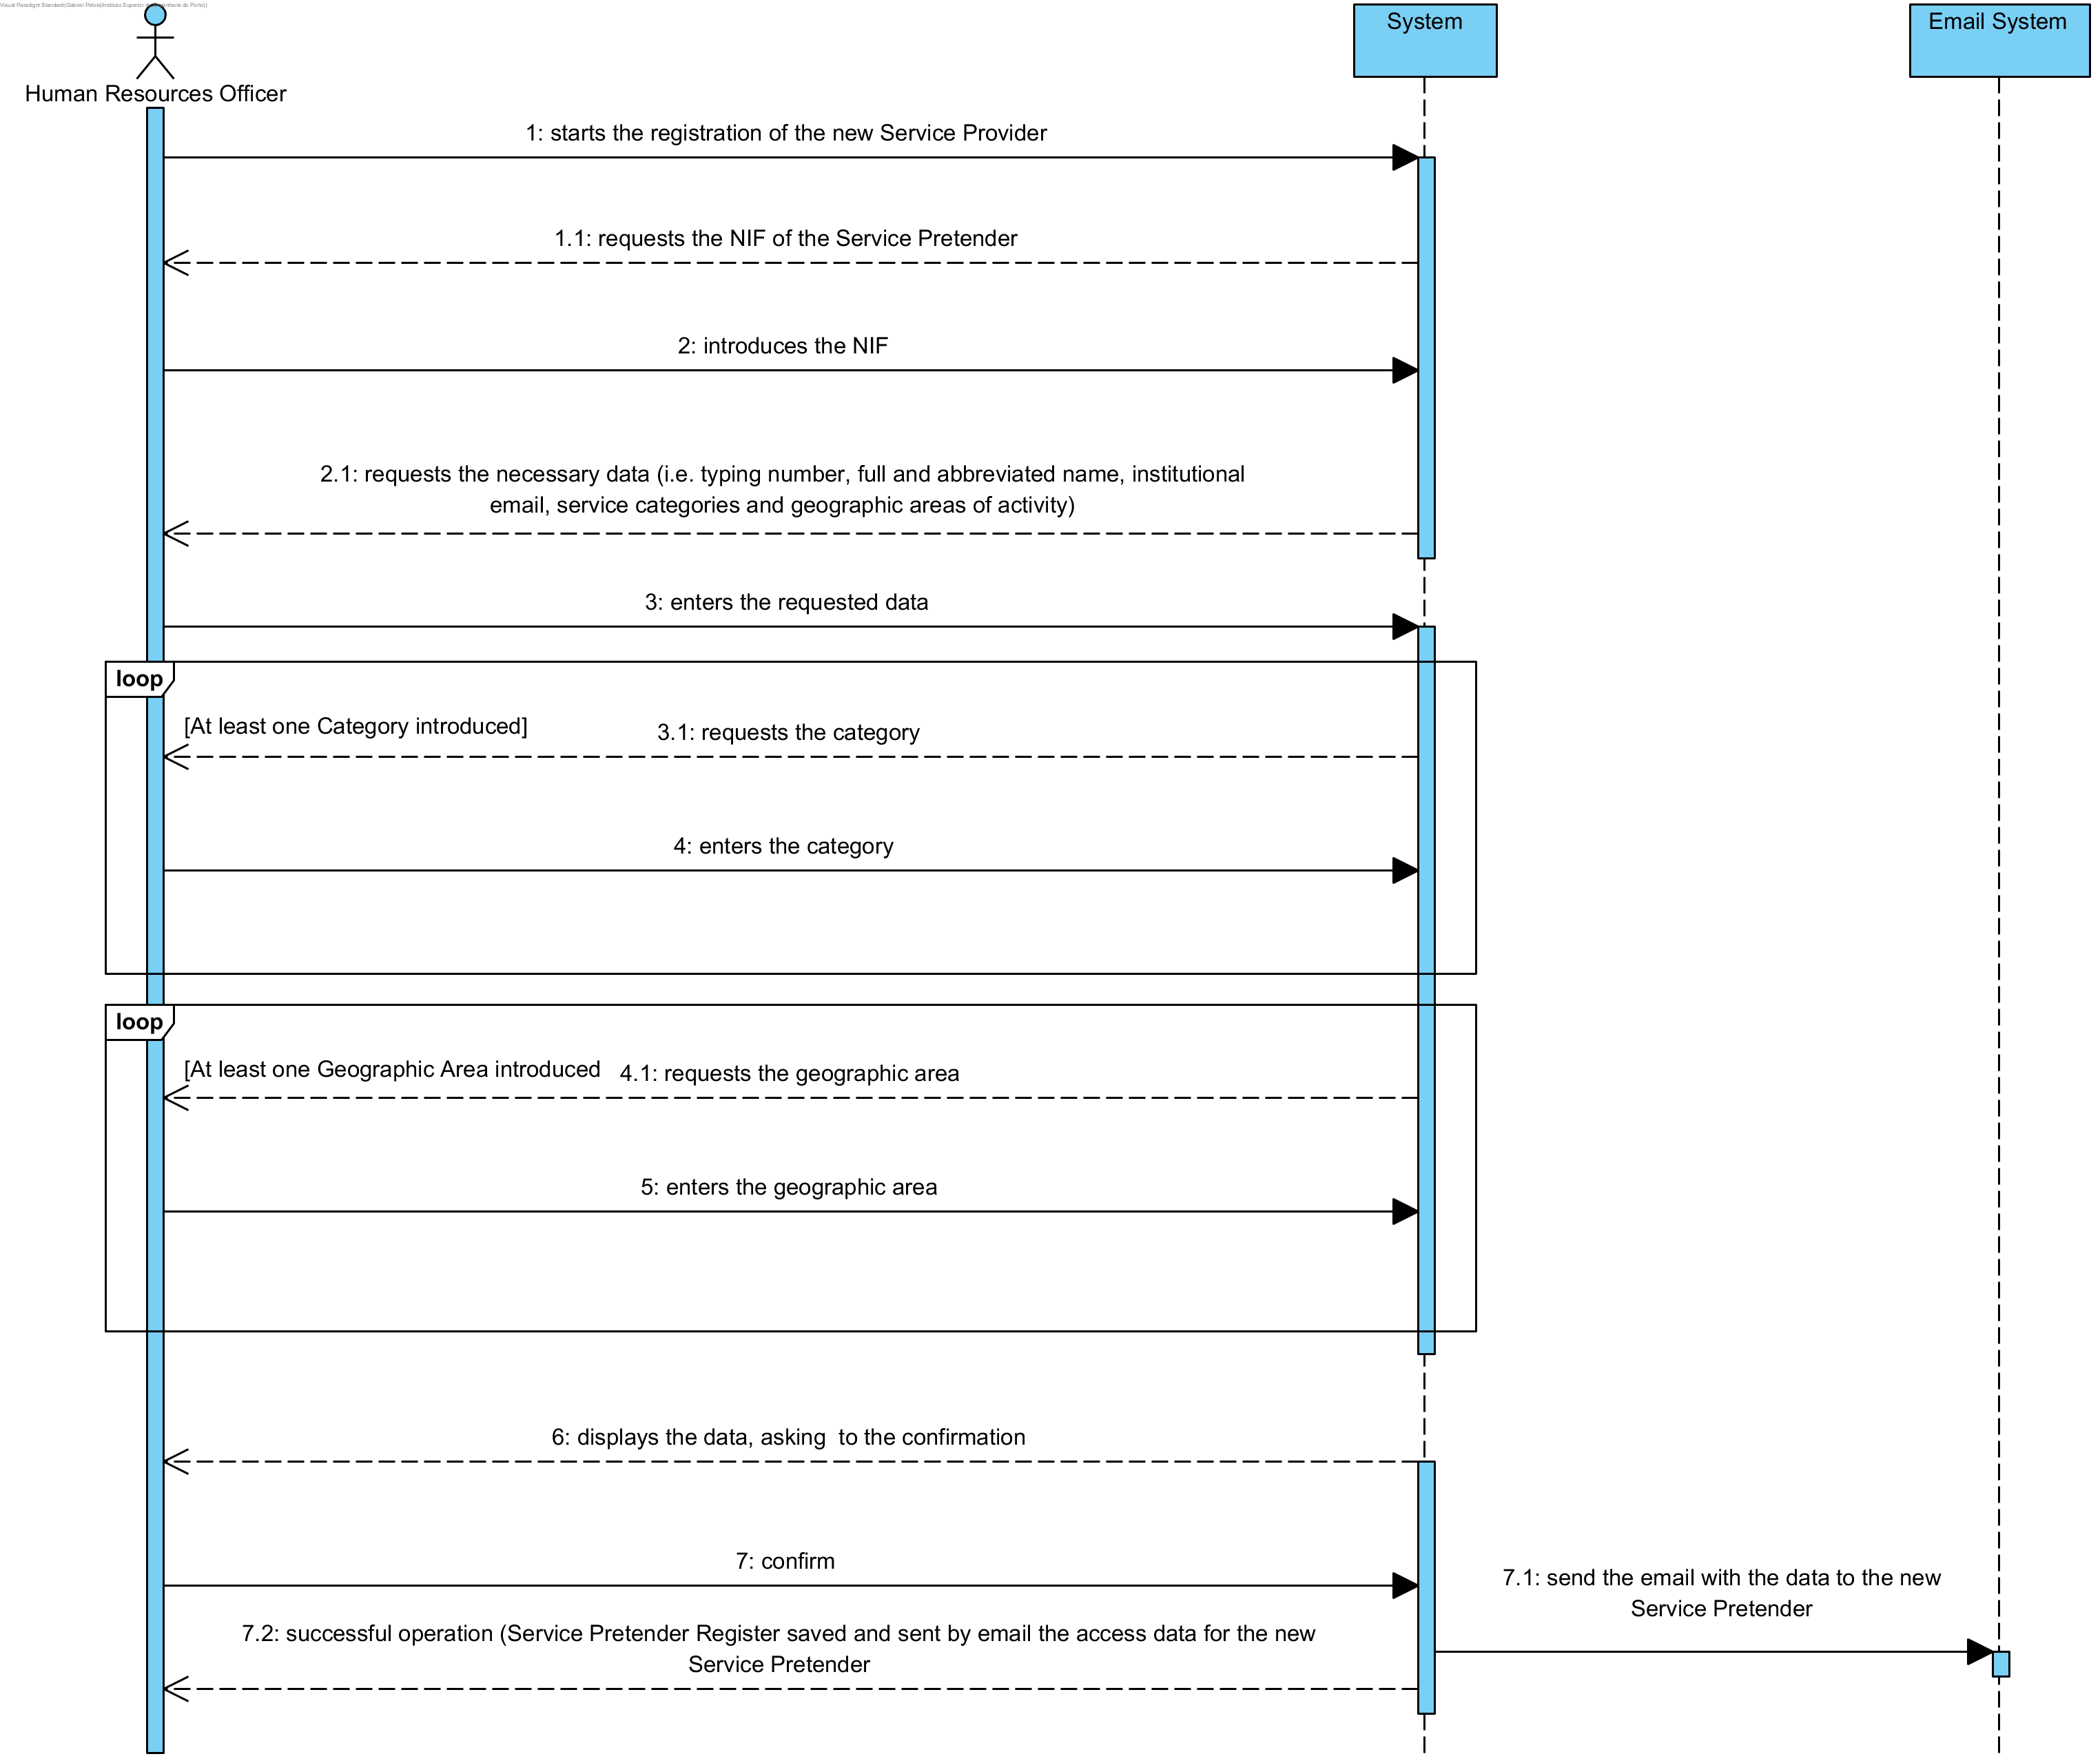 Visual Paradigm Standard(Gabriel Pelos(Instituto Superior de Engenharia do Porto))
System
Email System
Human Resources Officer
1: starts the registration of the new Service Provider
1.1: requests the NIF of the Service Pretender
2: introduces the NIF
2.1: requests the necessary data (i.e. typing number, full and abbreviated name, institutional
email, service categories and geographic areas of activity)
3: enters the requested data
loop
[At least one Category introduced]
3.1: requests the category
4: enters the category
loop
[At least one Geographic Area introduced
4.1: requests the geographic area
5: enters the geographic area
6: displays the data, asking  to the confirmation
7: confirm
7.1: send the email with the data to the new
Service Pretender
7.2: successful operation (Service Pretender Register saved and sent by email the access data for the new
Service Pretender